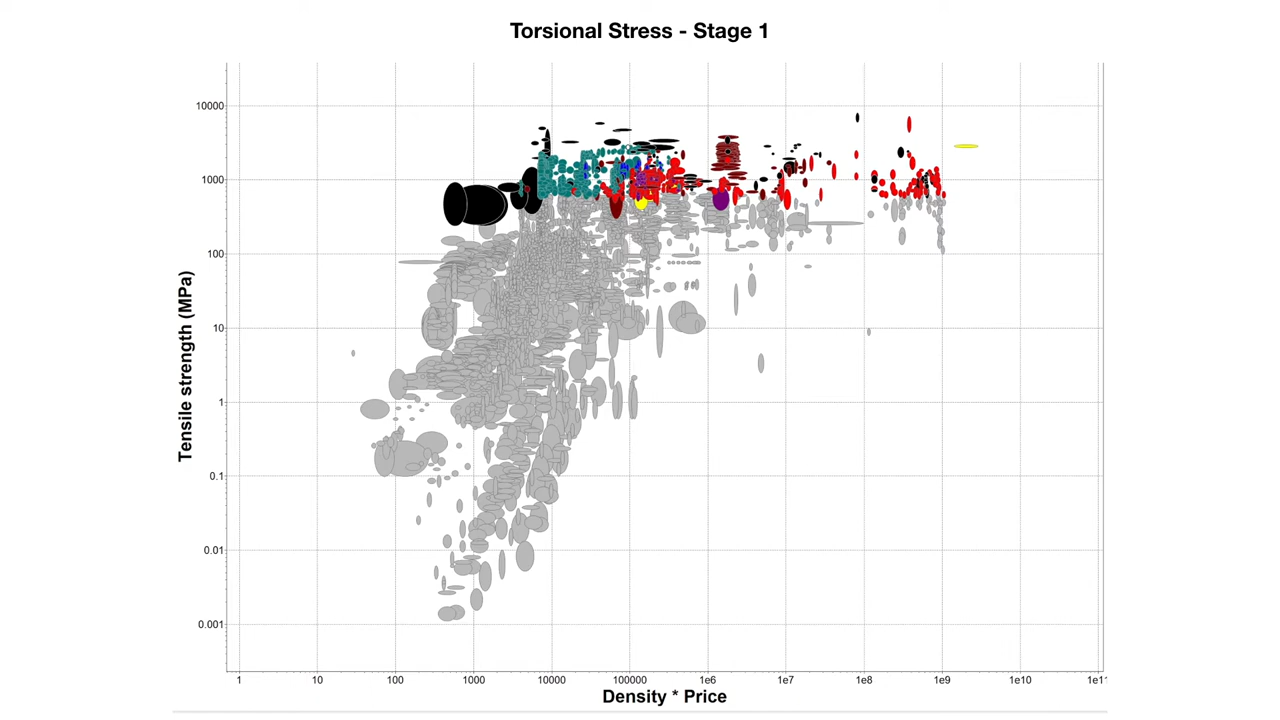 Torsional Stress - Stage 1
10000
1000
100
10
1
0.1
0.01
0.001
Tensile strength (MPa)
1 10 100 1000 10000 100000 1e6 1e7 1e8 1e9 1e10 1e11
Density * Price